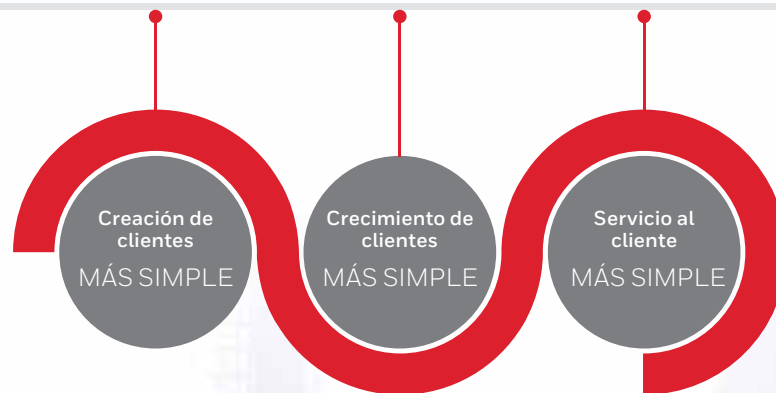 Creación de
clientes
MÁS SIMPLE
Crecimiento de
clientes
MÁS SIMPLE
Servicio al
cliente
MÁS SIMPLE